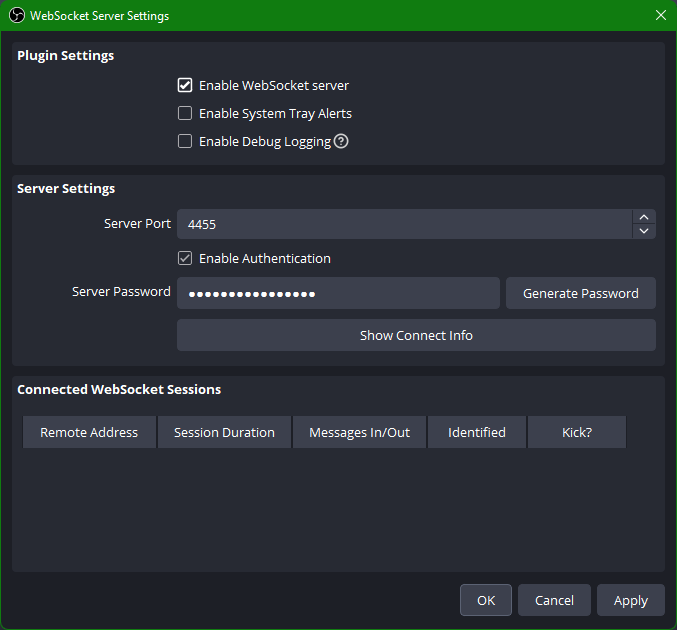 WebSocket Server Settings
Plugin Settings
Enable WebSocket server
Enable System Tray Alerts
Enable Debug Logging ?
Server Settings
Server Port 4455
Enable Authentication
Server Password ●●●●●●●●●●●●●●●● Generate Password
Show Connect Info
Connected WebSocket Sessions
Remote Address Session Duration Messages In/Out Identified Kick?
OK Cancel Apply